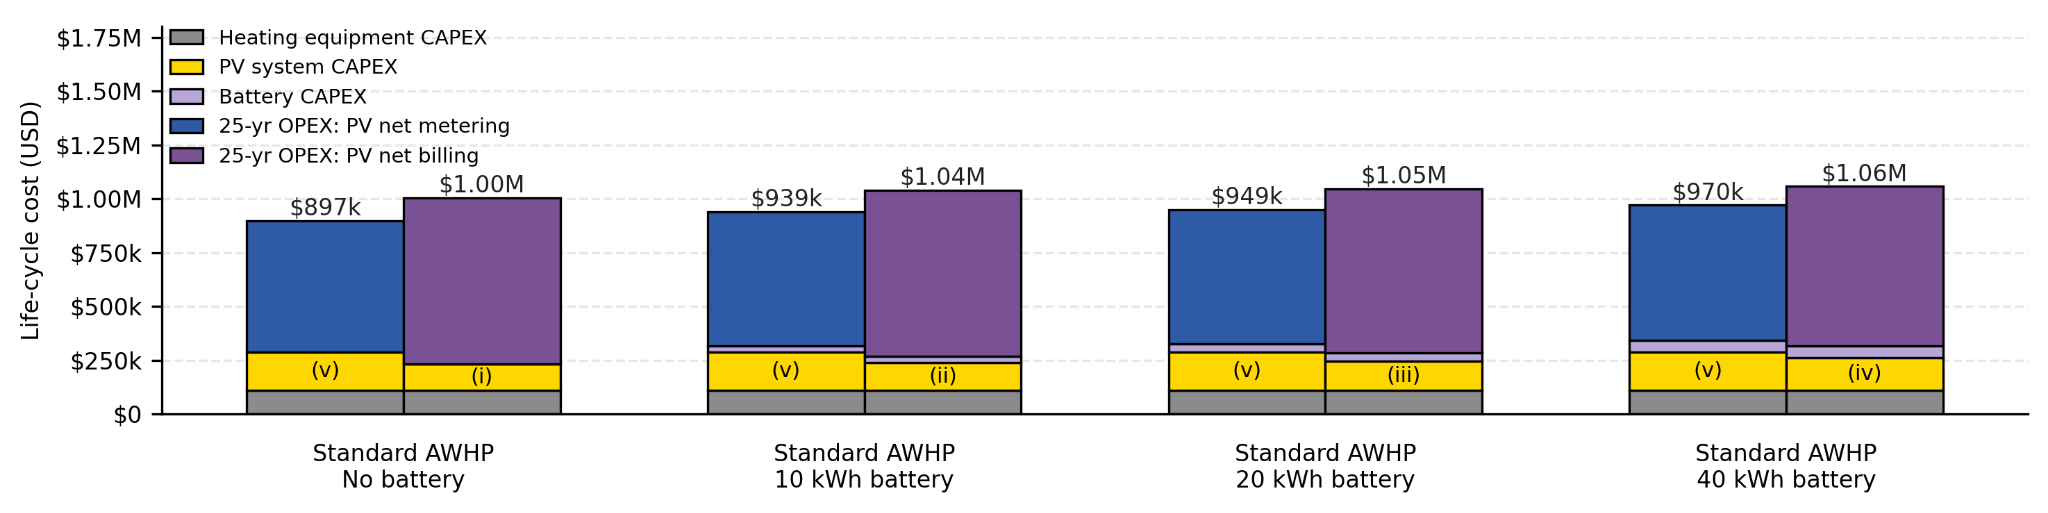 Life-cycle cost (USD)
$1.75M
$1.50M
$1.25M
$1.00M
$750k
$500k
$250k
$0
Heating equipment CAPEX
PV system CAPEX
Battery CAPEX
25-yr OPEX: PV net metering
25-yr OPEX: PV net billing
$897k
$1.00M
$939k
$1.04M
$949k
$1.05M
$970k
$1.06M
(v)
(i)
(v)
(ii)
(v)
(iii)
(v)
(iv)
Standard AWHP
No battery
Standard AWHP
10 kWh battery
Standard AWHP
20 kWh battery
Standard AWHP
40 kWh battery